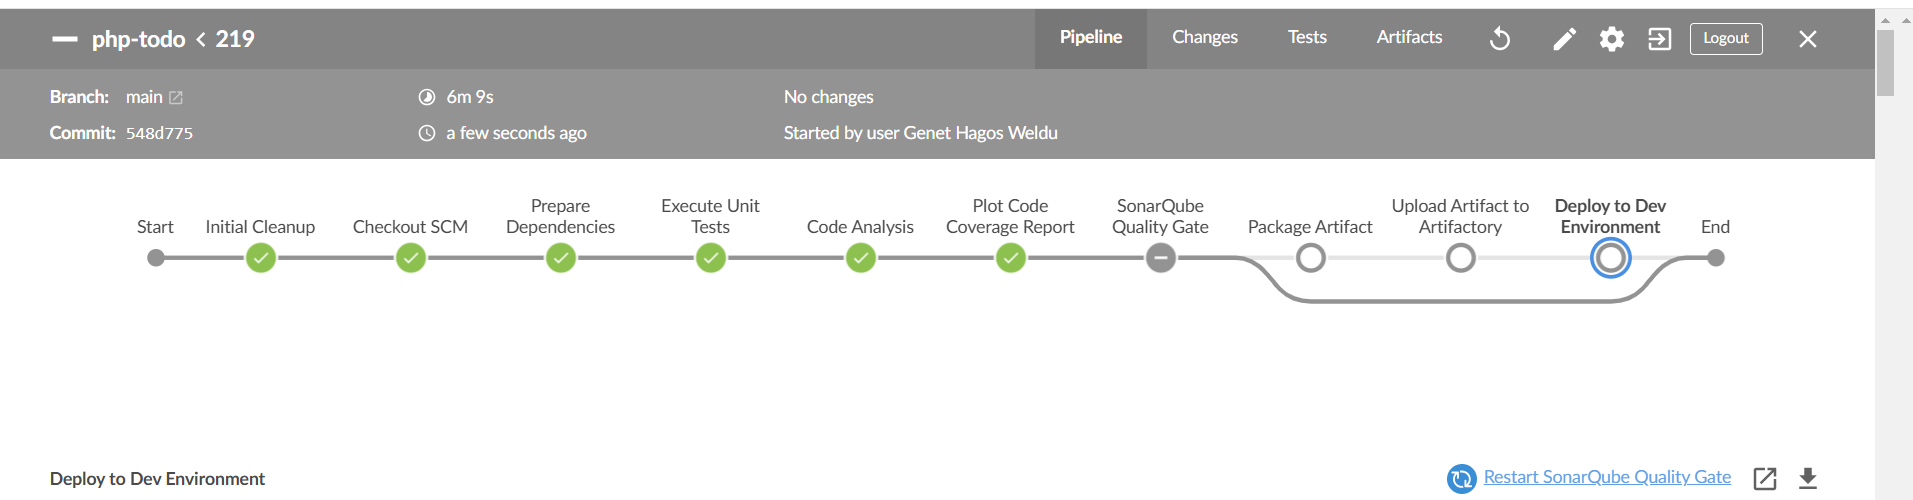 php-todo < 219
Pipeline Changes Tests Artifacts Logout
Branch: main 6m 9s No changes
Commit: 548d775 a few seconds ago Started by user Genet Hagos Weldu
Start
Initial Cleanup
Checkout SCM
Prepare
Dependencies
Execute Unit
Tests
Code Analysis
Plot Code
Coverage Report
SonarQube
Quality Gate
Package Artifact
Upload Artifact to
Artifactory
Deploy to Dev
Environment
End
Deploy to Dev Environment Restart SonarQube Quality Gate